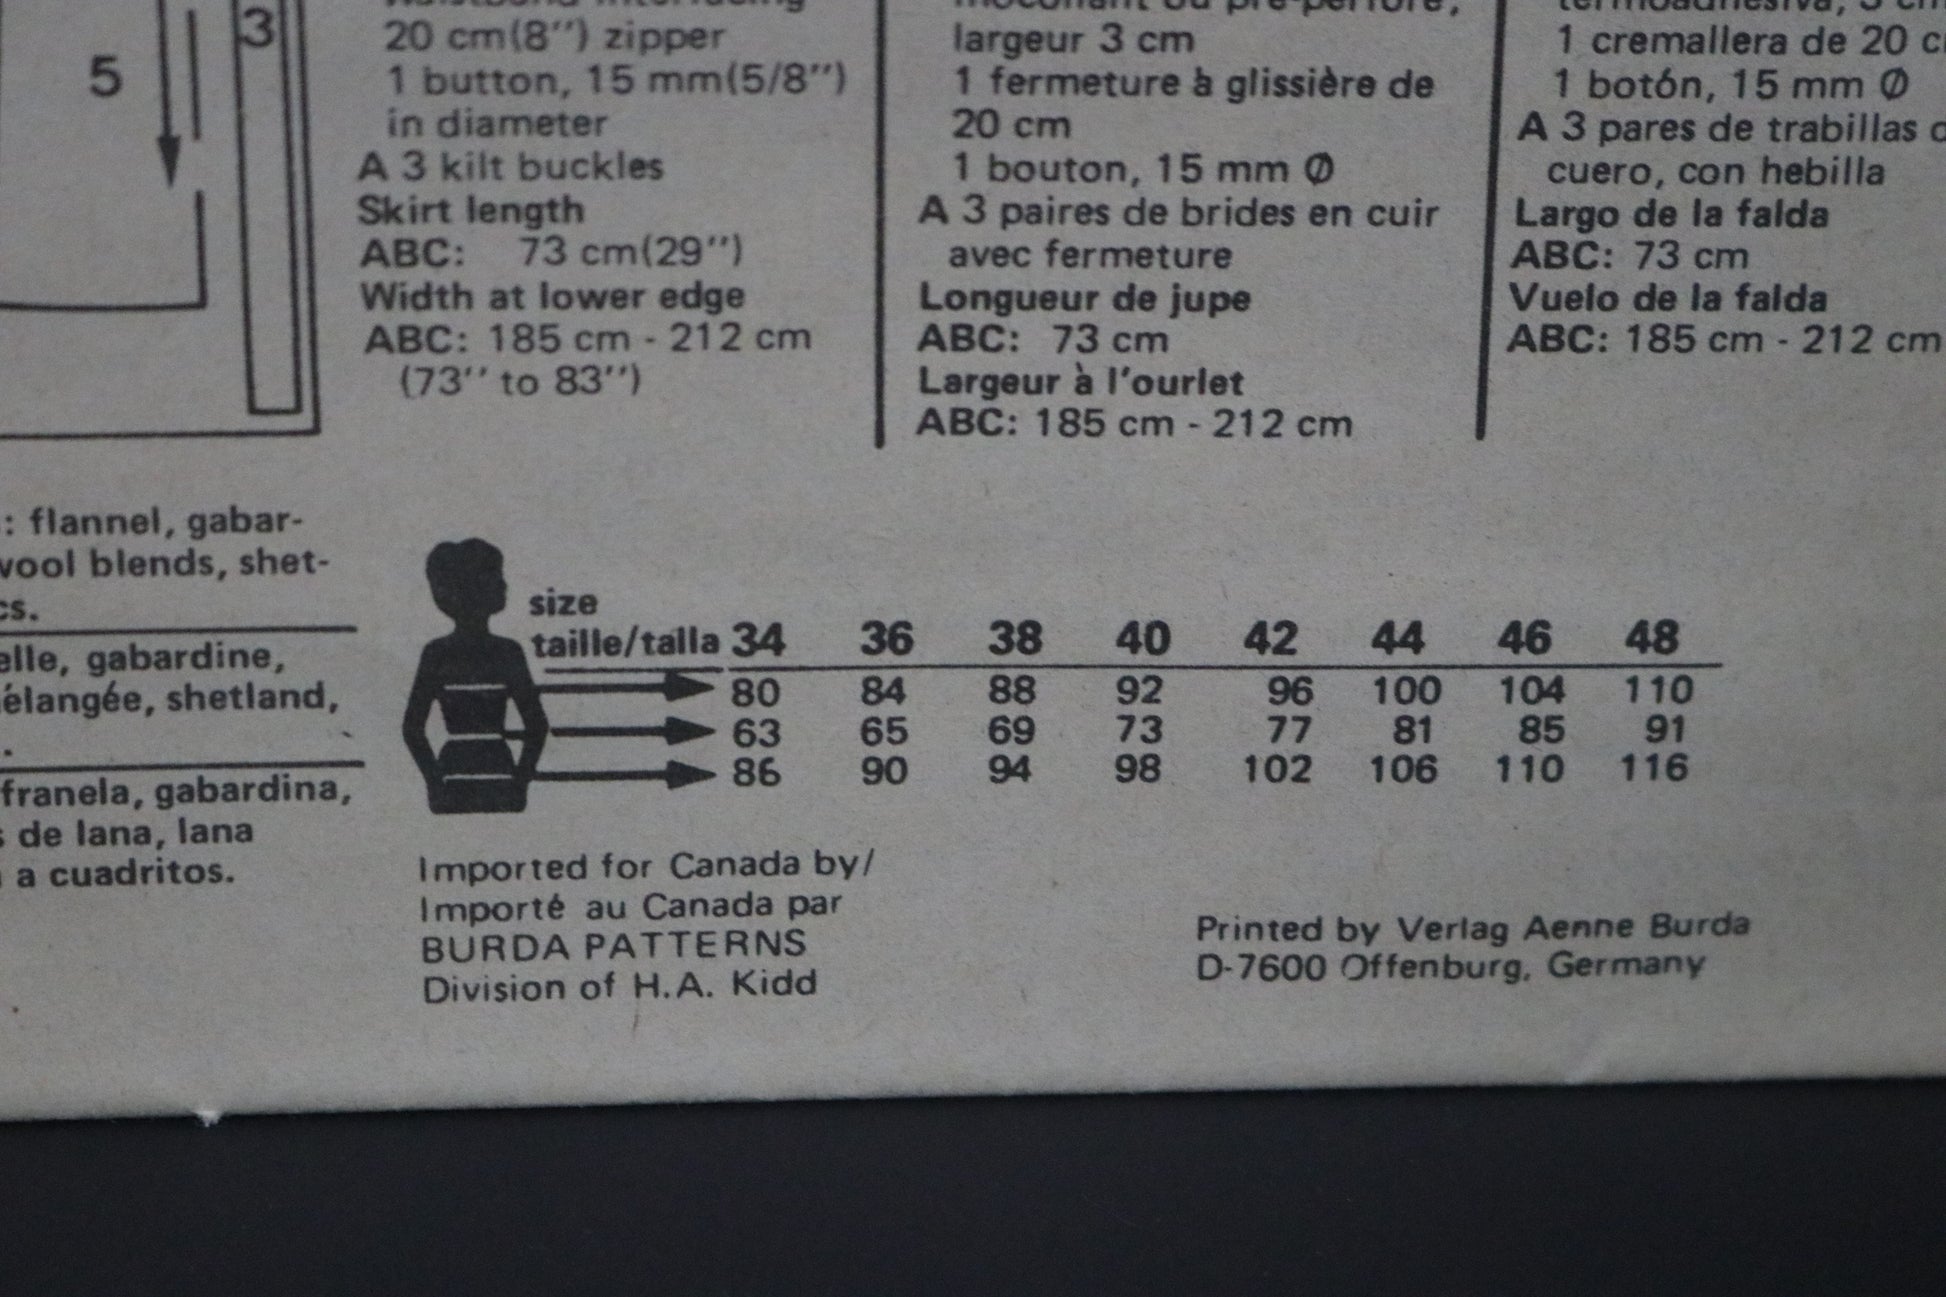 5
3
20 cm(8'') zipper
1 button, 15 mm(5/8'')
in diameter
A 3 kilt buckles
Skirt length
ABC: 73 cm(29'')
Width at lower edge
ABC: 185 cm - 212 cm
(73'' to 83'')
largeur 3 cm
1 fermeture à glissière de
20 cm
1 bouton, 15 mm Ø
A 3 paires de brides en cuir
avec fermeture
Longueur de jupe
ABC: 73 cm
Largeur à l'ourlet
ABC: 185 cm - 212 cm
1 cremallera de 20
1 botón, 15 mm Ø
A 3 pares de trabillas
cuero, con hebilla
Largo de la falda
ABC: 73 cm
Vuelo de la falda
ABC: 185 cm - 212 cm
: flannel, gabar-
wool blends, shet-
cs.
elle, gabardine,
élangée, shetland,
.
franela, gabardina,
s de lana, lana
a cuadritos.
size
taille/talla 34 36 38 40 42 44 46 48
80 84 88 92 96 100 104 110
63 65 69 73 77 81 85 91
86 90 94 98 102 106 110 116
Imported for Canada by/
Importé au Canada par
BURDA PATTERNS
Division of H.A. Kidd
Printed by Verlag Aenne Burda
D-7600 Offenburg, Germany